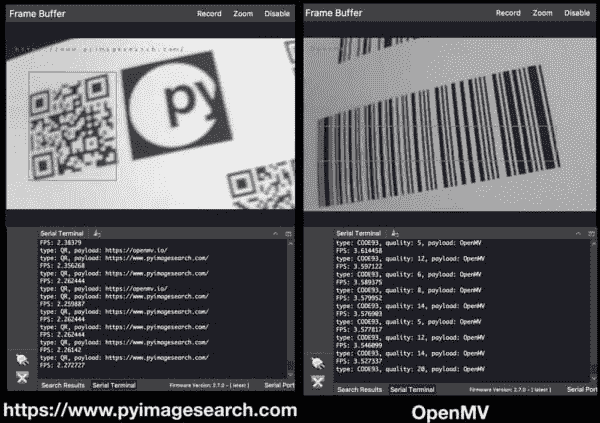 Frame Buffer
Record Zoom Disable
http://www.pyimagesearch.com/
py
Serial Terminal
FPS: 2.38379
type: QR, payload: https://openmv.io/
type: QR, payload: https://www.pyimagesearch.com/
FPS: 2.356268
type: QR, payload: https://www.pyimagesearch.com/
FPS: 2.262444
type: QR, payload: https://openmv.io/
type: QR, payload: https://www.pyimagesearch.com/
FPS: 2.259887
type: QR, payload: https://www.pyimagesearch.com/
FPS: 2.262444
type: QR, payload: https://www.pyimagesearch.com/
FPS: 2.262444
type: QR, payload: https://www.pyimagesearch.com/
FPS: 2.26142
type: QR, payload: https://www.pyimagesearch.com/
FPS: 2.272727
Search Results Serial Terminal Firmware Version: 2.7.0 - [ latest ] Serial Port
https://www.pyimagesearch.com
Frame Buffer
Record Zoom Disable
Serial Terminal
type: CODE93, quality: 5, payload: OpenMV
FPS: 3.614458
type: CODE93, quality: 12, payload: OpenMV
FPS: 3.597122
type: CODE93, quality: 6, payload: OpenMV
FPS: 3.589375
type: CODE93, quality: 8, payload: OpenMV
FPS: 3.579952
type: CODE93, quality: 14, payload: OpenMV
FPS: 3.576903
type: CODE93, quality: 5, payload: OpenMV
FPS: 3.577817
type: CODE93, quality: 12, payload: OpenMV
FPS: 3.546099
type: CODE93, quality: 14, payload: OpenMV
FPS: 3.527337
type: CODE93, quality: 20, payload: OpenMV
Search Results Serial Terminal Firmware Version: 2.7.0 - [ latest ] Serial Port
OpenMV